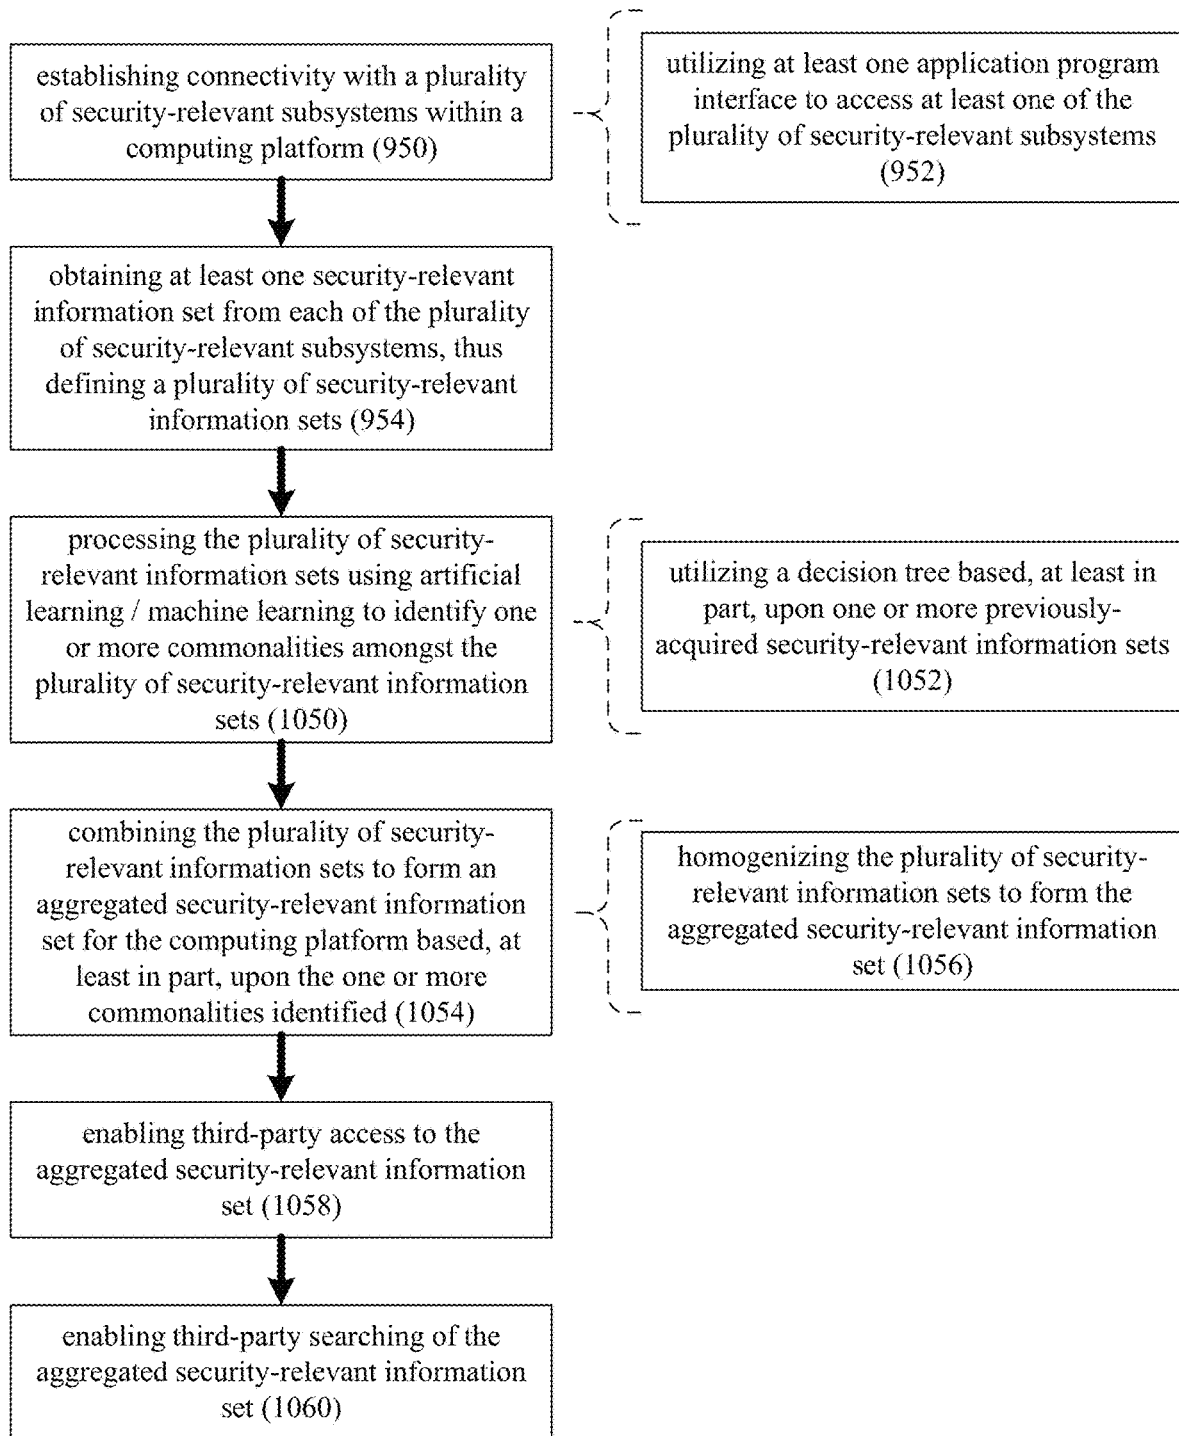 establishing connectivity with a plurality
of security-relevant subsystems within a
computing platform (950)
utilizing at least one application program
interface to access at least one of the
plurality of security-relevant subsystems
(952)
obtaining at least one security-relevant
information set from each of the plurality
of security-relevant subsystems, thus
defining a plurality of security-relevant
information sets (954)
processing the plurality of security-
relevant information sets using artificial
learning / machine learning to identify one
or more commonalities amongst the
plurality of security-relevant information
sets (1050)
utilizing a decision tree based, at least in
part, upon one or more previously-
acquired security-relevant information sets
(1052)
combining the plurality of security-
relevant information sets to form an
aggregated security-relevant information
set for the computing platform based, at
least in part, upon the one or more
commonalities identified (1054)
homogenizing the plurality of security-
relevant information sets to form the
aggregated security-relevant information
set (1056)
enabling third-party access to the
aggregated security-relevant information
set (1058)
enabling third-party searching of the
aggregated security-relevant information
set (1060)